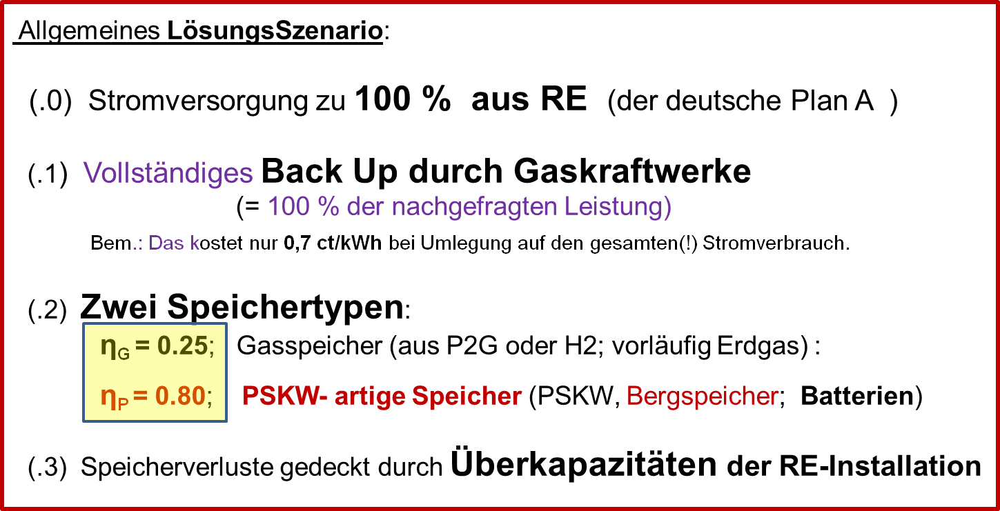 Allgemeines LösungsSzenario:
(.0) Stromversorgung zu 100 % aus RE (der deutsche Plan A )
(.1) Vollständiges Back Up durch Gaskraftwerke
(= 100 % der nachgefragten Leistung)
Bem.: Das kostet nur 0,7 ct/kWh bei Umlegung auf den gesamten(!) Stromverbrauch.
(.2) Zwei Speichertypen:
ηG = 0.25; Gasspeicher (aus P2G oder H2; vorläufig Erdgas) :
ηP = 0.80; PSKW- artige Speicher (PSKW, Bergspeicher; Batterien)
(.3) Speicherverluste gedeckt durch Überkapazitäten der RE-Installation